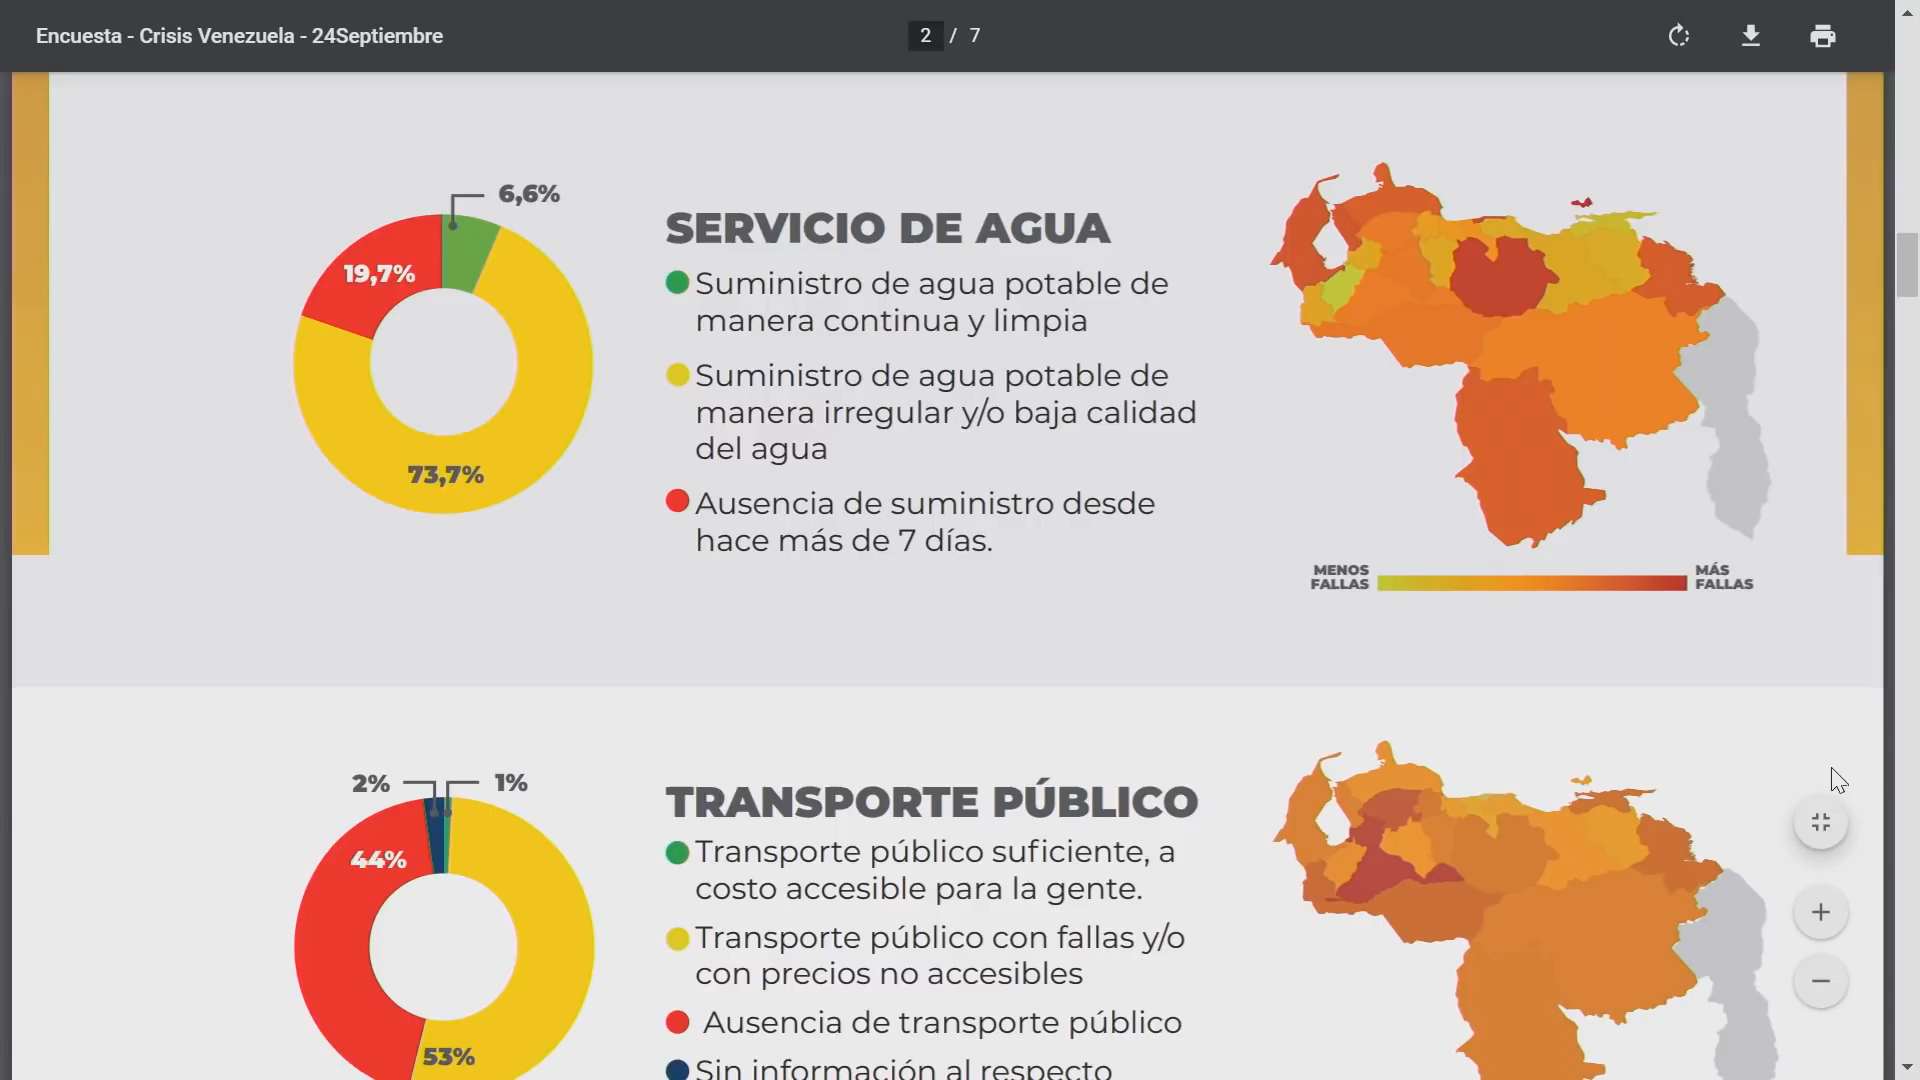 Encuesta - Crisis Venezuela - 24Septiembre
2 / 7
6,6%
19,7%
73,7%
SERVICIO DE AGUA
Suministro de agua potable de
manera continua y limpia
Suministro de agua potable de
manera irregular y/o baja calidad
del agua
Ausencia de suministro desde
hace más de 7 días.
MENOS
FALLAS
MÁS
FALLAS
2%
1%
44%
53%
TRANSPORTE PÚBLICO
Transporte público suficiente, a
costo accesible para la gente.
Transporte público con fallas y/o
con precios no accesibles
Ausencia de transporte público
Sin información al respecto